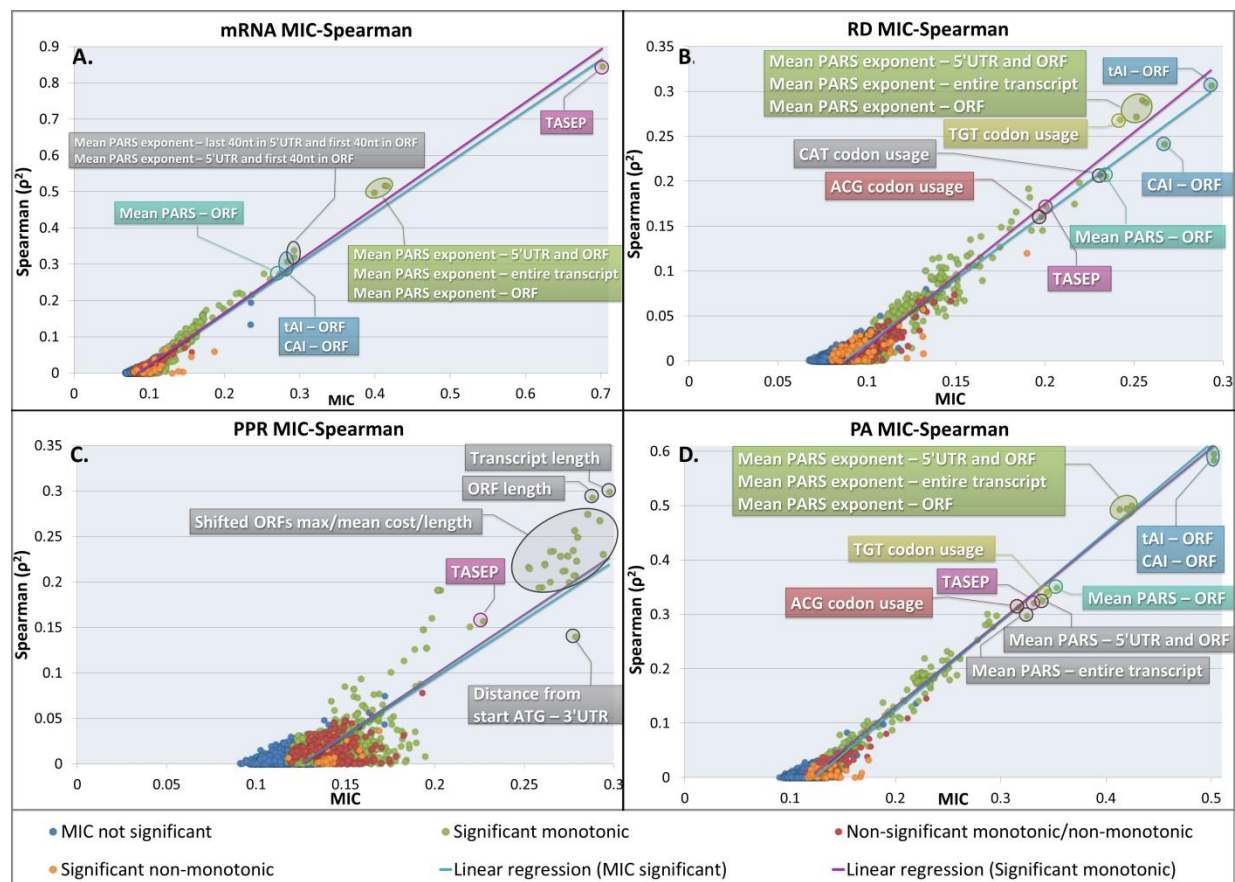 mRNA MIC-Spearman
A.
Spearman (ρ²)
0.9
0.8
0.7
0.6
0.5
0.4
0.3
0.2
0.1
0
0 0.1 0.2 0.3 0.4 0.5 0.6 0.7
MIC
TASEP
Mean PARS exponent – last 40nt in 5'UTR and first 40nt in ORF
Mean PARS exponent – 5'UTR and first 40nt in ORF
Mean PARS – ORF
Mean PARS exponent – 5'UTR and ORF
Mean PARS exponent – entire transcript
Mean PARS exponent – ORF
tAI – ORF
CAI – ORF
RD MIC-Spearman
B.
Spearman (ρ²)
0.35
0.3
0.25
0.2
0.15
0.1
0.05
0
0 0.05 0.1 0.15 0.2 0.25 0.3
MIC
Mean PARS exponent – 5'UTR and ORF
Mean PARS exponent – entire transcript
Mean PARS exponent – ORF
tAI – ORF
TGT codon usage
CAT codon usage
ACG codon usage
CAI – ORF
Mean PARS – ORF
TASEP
PPR MIC-Spearman
C.
Spearman (ρ²)
0.35
0.3
0.25
0.2
0.15
0.1
0.05
0
0 0.1 0.2 0.3
MIC
Transcript length
ORF length
Shifted ORFs max/mean cost/length
TASEP
Distance from
start ATG – 3'UTR
PA MIC-Spearman
D.
Spearman (ρ²)
0.6
0.5
0.4
0.3
0.2
0.1
0
0 0.1 0.2 0.3 0.4 0.5
MIC
Mean PARS exponent – 5'UTR and ORF
Mean PARS exponent – entire transcript
Mean PARS exponent – ORF
tAI – ORF
CAI – ORF
TGT codon usage
TASEP
ACG codon usage
Mean PARS – ORF
Mean PARS – 5'UTR and ORF
Mean PARS – entire transcript
MIC not significant
Significant monotonic
Non-significant monotonic/non-monotonic
Significant non-monotonic
Linear regression (MIC significant)
Linear regression (Significant monotonic)